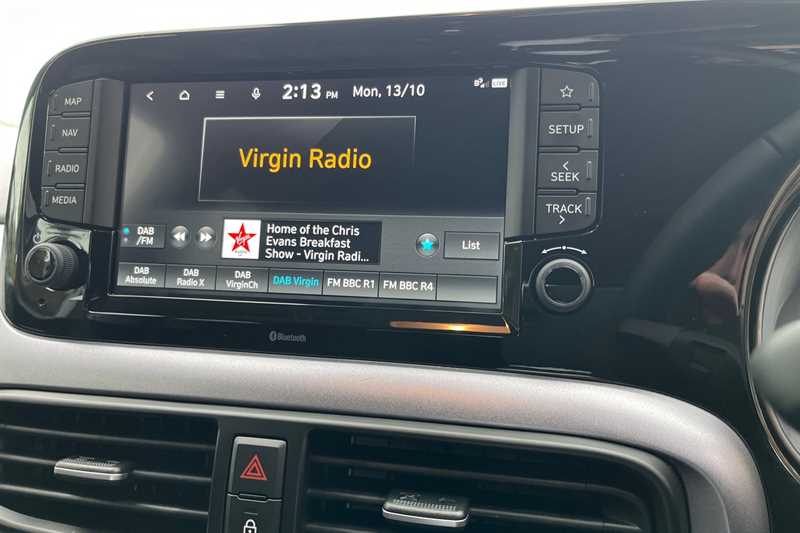 MAP
NAV
RADIO
MEDIA
2:13 PM Mon, 13/10
LIVE
Virgin Radio
DAB
/FM
Home of the Chris
Evans Breakfast
Show - Virgin Radi...
List
DAB
Absolute
DAB
Radio X
DAB
VirginCh
DAB Virgin
FM BBC R1
FM BBC R4
SETUP
<
SEEK
TRACK
>
Bluetooth